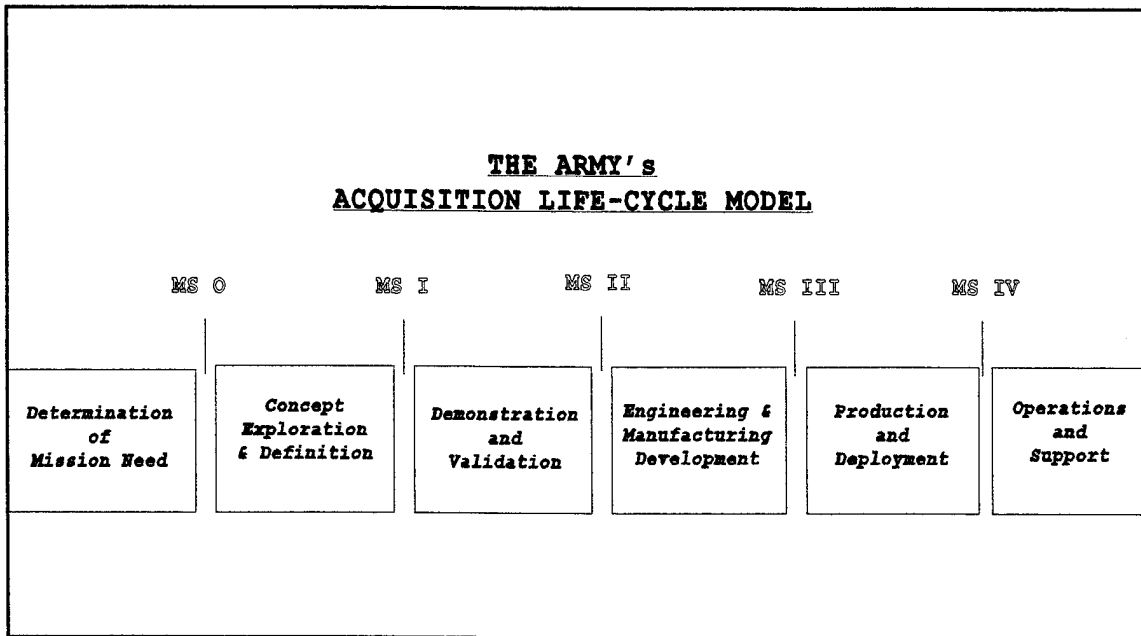 THE ARMY's
ACQUISITION LIFE-CYCLE MODEL
MS O
MS I
MS II
MS III
MS IV
Determination
of
Mission Need
Concept
Exploration
& Definition
Demonstration
and
Validation
Engineering &
Manufacturing
Development
Production
and
Deployment
Operations
and
Support